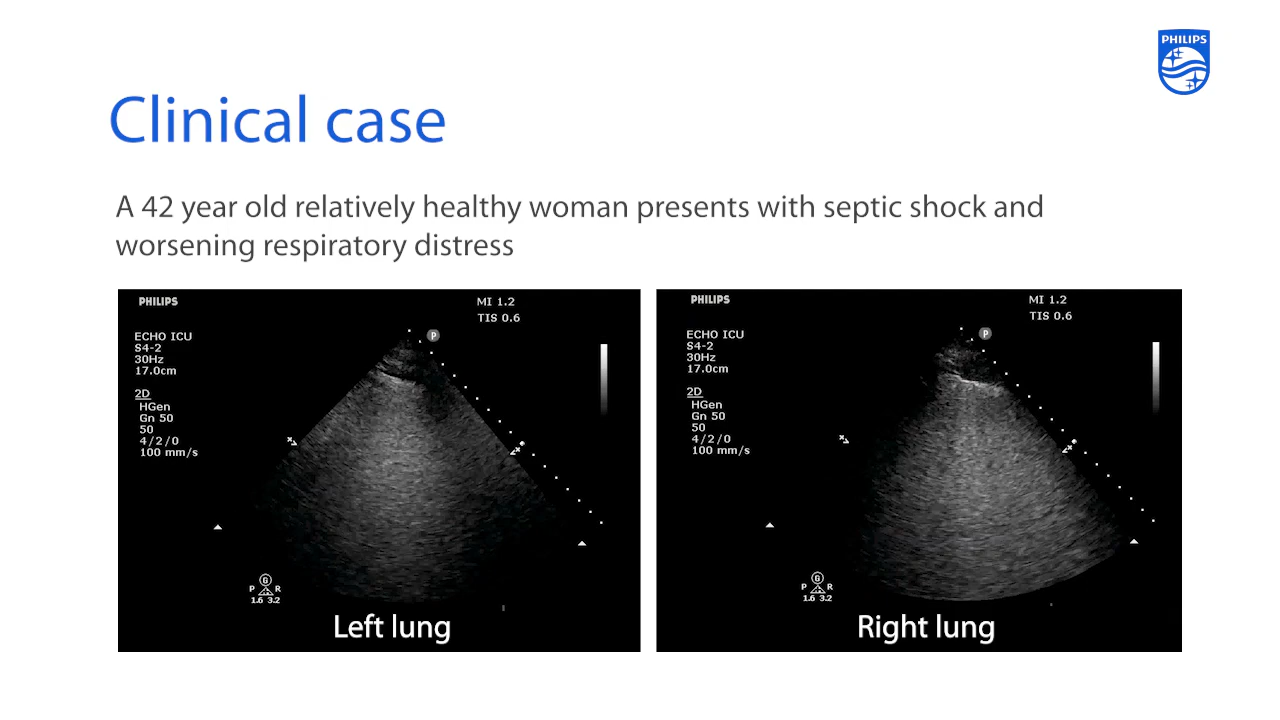 PHILIPS
Clinical case
A 42 year old relatively healthy woman presents with septic shock and
worsening respiratory distress
PHILIPS
MI 1.2
TIS 0.6
P
ECHO ICU
S4-2
30Hz
17.0cm
2D
HGen
Gn 50
50
4/2/0
100 mm/s
G
P R
1.6 3.2
Left lung
PHILIPS
MI 1.2
TIS 0.6
P
ECHO ICU
S4-2
30Hz
17.0cm
2D
HGen
Gn 50
50
4/2/0
100 mm/s
G
P R
1.6 3.2
Right lung